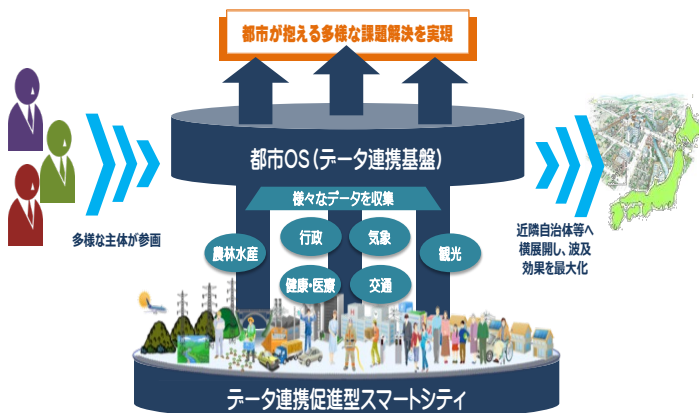 都市が抱える多様な課題解決を実現
都市OS(データ連携基盤)
様々なデータを収集
多様な主体が参画
農林水産
行政
気象
観光
健康・医療
交通
近隣自治体等へ
横展開し、波及
効果を最大化
データ連携促進型スマートシティ